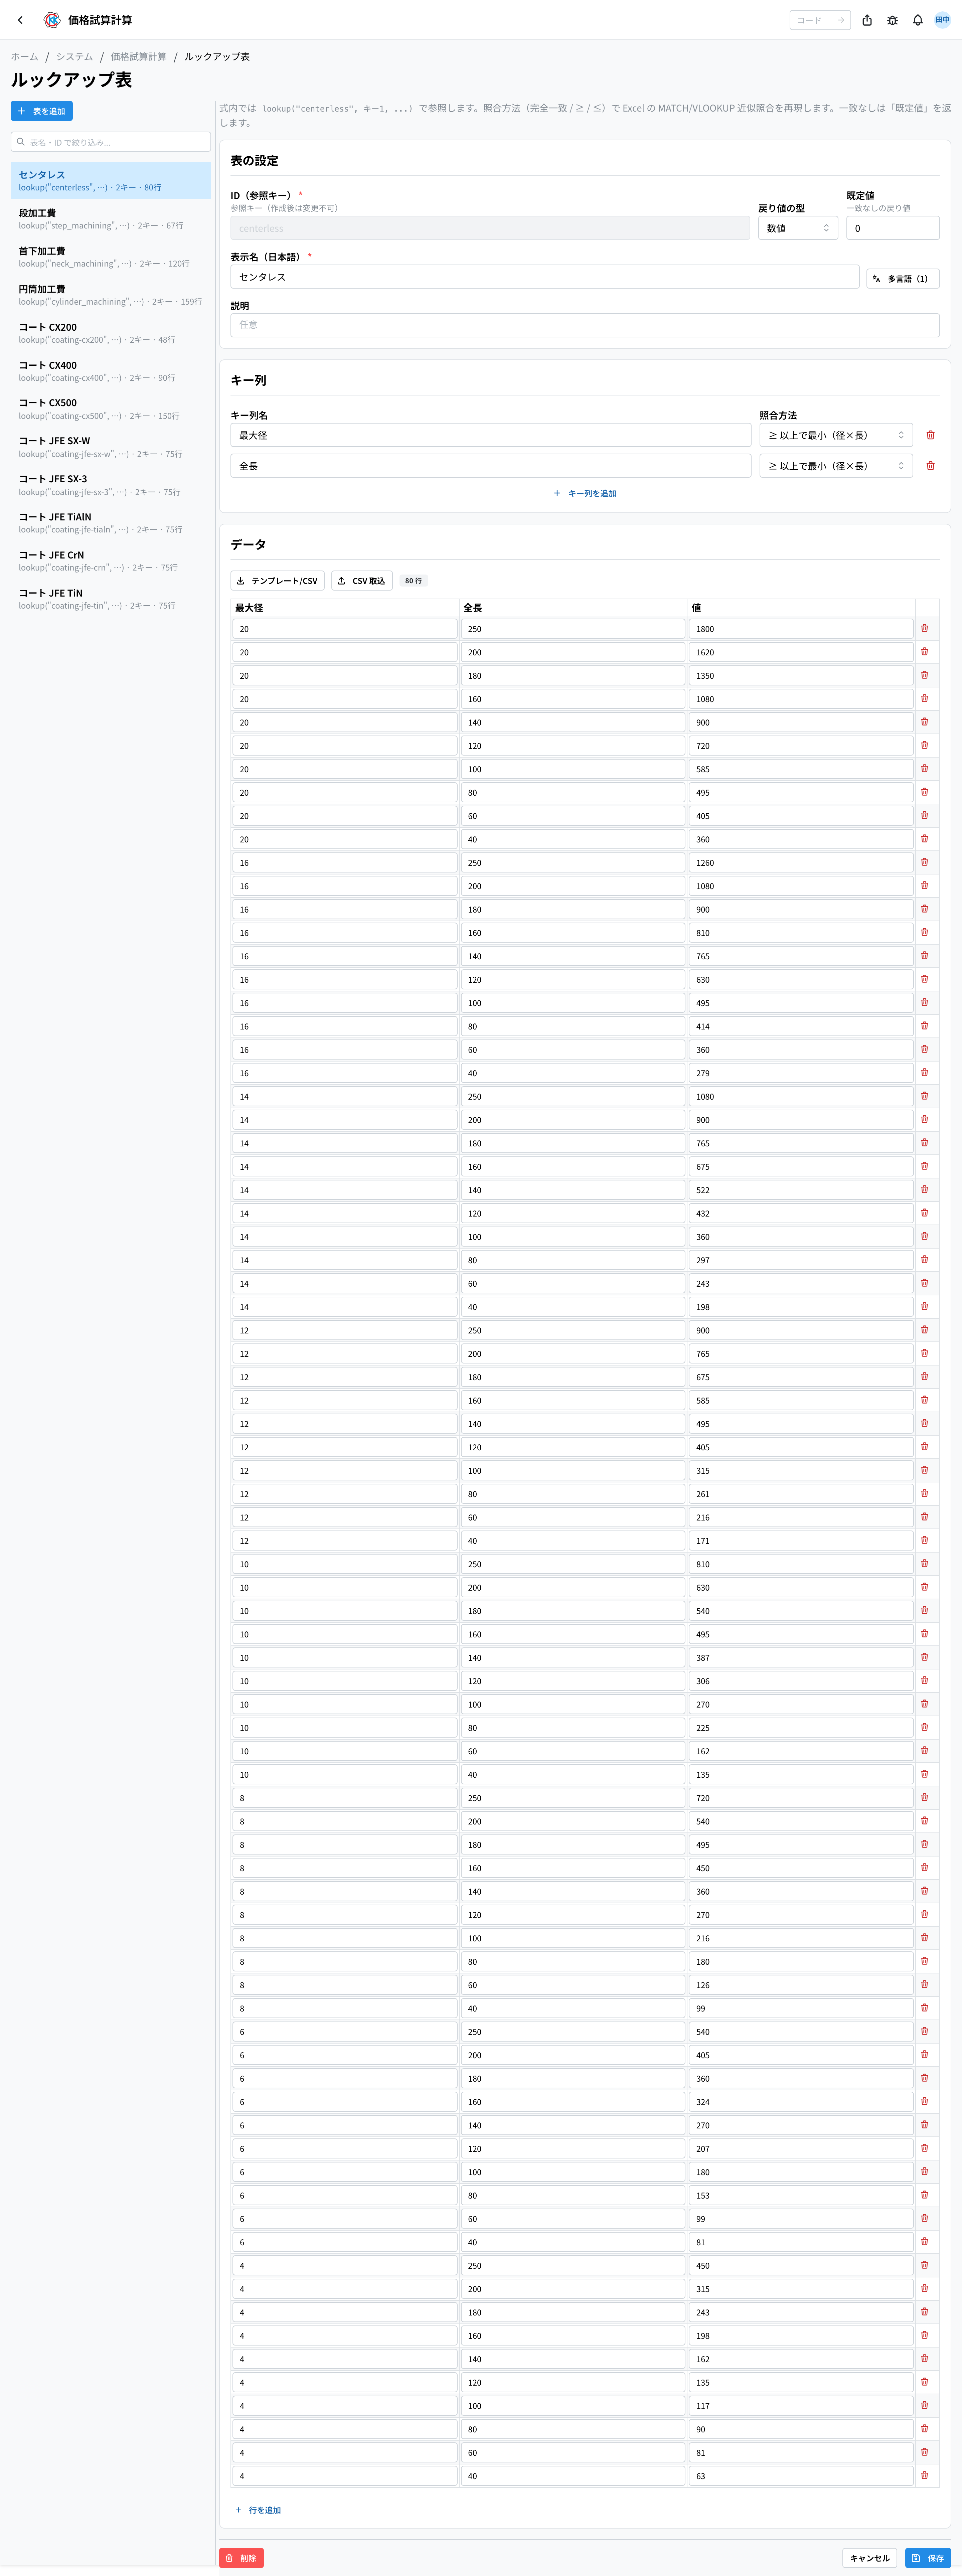 価格試算計算
コード
田中
ホーム / システム / 価格試算計算 / ルックアップ表
ルックアップ表
表を追加
表名・ID で絞り込み...
センタレス
lookup("centerless", …)・2キー・80行
段加工費
lookup("step_machining", …)・2キー・67行
首下加工費
lookup("neck_machining", …)・2キー・120行
円筒加工費
lookup("cylinder_machining", …)・2キー・159行
コート CX200
lookup("coating-cx200", …)・2キー・48行
コート CX400
lookup("coating-cx400", …)・2キー・90行
コート CX500
lookup("coating-cx500", …)・2キー・150行
コート JFE SX-W
lookup("coating-jfe-sx-w", …)・2キー・75行
コート JFE SX-3
lookup("coating-jfe-sx-3", …)・2キー・75行
コート JFE TiAlN
lookup("coating-jfe-tialn", …)・2キー・75行
コート JFE CrN
lookup("coating-jfe-crn", …)・2キー・75行
コート JFE TiN
lookup("coating-jfe-tin", …)・2キー・75行
式内では lookup("centerless", キー1, ...) で参照します。照合方法（完全一致 / ≥ / ≤）で Excel の MATCH/VLOOKUP 近似照合を再現します。一致なしは「既定値」を返
します。
表の設定
ID（参照キー） *
参照キー（作成後は変更不可）
centerless
戻り値の型
数値
既定値
一致なしの戻り値
0
表示名（日本語） *
センタレス
多言語（1）
説明
任意
キー列
キー列名 照合方法
最大径 ≥ 以上で最小（径×長）
全長 ≥ 以上で最小（径×長）
キー列を追加
データ
テンプレート/CSV CSV 取込 80 行
最大径 全長 値
20 250 1800
20 200 1620
20 180 1350
20 160 1080
20 140 900
20 120 720
20 100 585
20 80 495
20 60 405
20 40 360
16 250 1260
16 200 1080
16 180 900
16 160 810
16 140 765
16 120 630
16 100 495
16 80 414
16 60 360
16 40 279
14 250 1080
14 200 900
14 180 765
14 160 675
14 140 522
14 120 432
14 100 360
14 80 297
14 60 243
14 40 198
12 250 900
12 200 765
12 180 675
12 160 585
12 140 495
12 120 405
12 100 315
12 80 261
12 60 216
12 40 171
10 250 810
10 200 630
10 180 540
10 160 495
10 140 387
10 120 306
10 100 270
10 80 225
10 60 162
10 40 135
8 250 720
8 200 540
8 180 495
8 160 450
8 140 360
8 120 270
8 100 216
8 80 180
8 60 126
8 40 99
6 250 540
6 200 405
6 180 360
6 160 324
6 140 270
6 120 207
6 100 180
6 80 153
6 60 99
6 40 81
4 250 450
4 200 315
4 180 243
4 160 198
4 140 162
4 120 135
4 100 117
4 80 90
4 60 81
4 40 63
行を追加
削除 キャンセル 保存